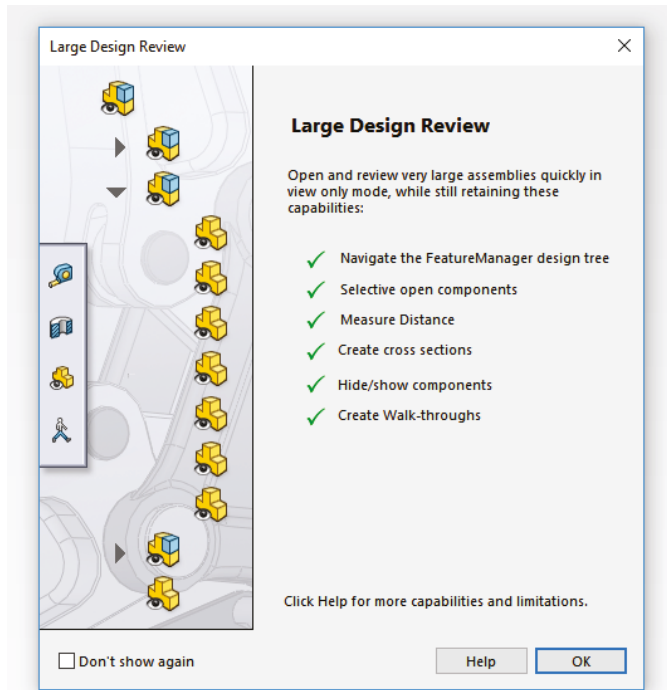 Large Design Review
Large Design Review
Open and review very large assemblies quickly in
view only mode, while still retaining these
capabilities:
Navigate the FeatureManager design tree
Selective open components
Measure Distance
Create cross sections
Hide/show components
Create Walk-throughs
Click Help for more capabilities and limitations.
Don't show again
Help
OK